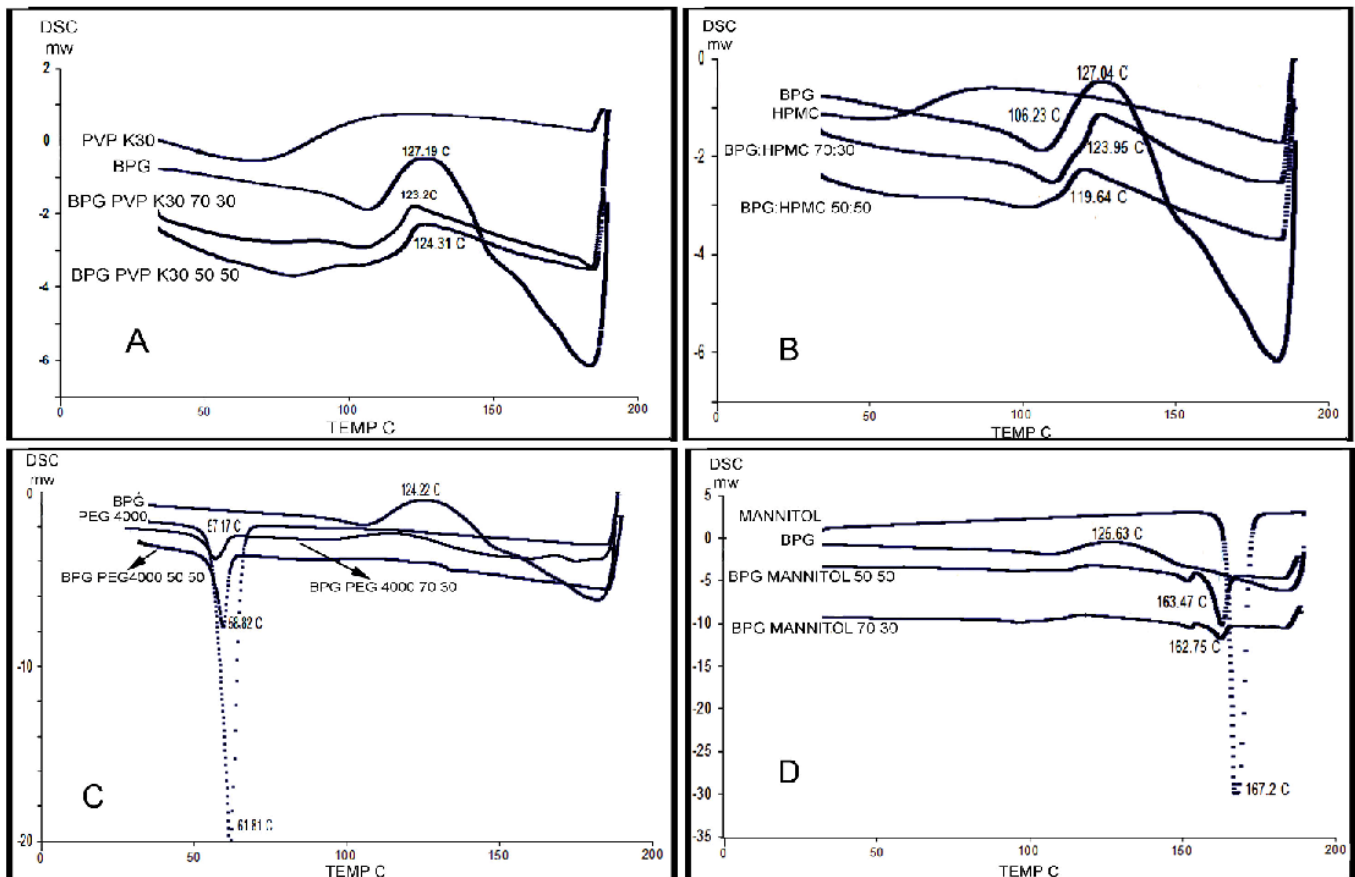 DSC
mw
2
0
-2
-4
-6
PVP K30
BPG
BPG PVP K30 70 30
BPG PVP K30 50 50
127.19 C
123.2C
124.31 C
A
0
50
100
150
200
TEMP C
DSC
mw
0
-2
-4
-6
BPG
HPMC
BPG:HPMC 70:30
BPG:HPMC 50:50
127.04 C
106.23 C
123.95 C
119.64 C
B
0
50
100
150
200
TEMP C
DSC
mw
0
-10
-20
BPG
PEG 4000
BPG PEG4000 50 50
BPG PEG 4000 70 30
124.22 C
57.17 C
58.82 C
61.81 C
C
0
50
100
150
200
TEMP C
DSC
mw
5
0
-5
-10
-15
-20
-25
-30
-35
MANNITOL
BPG
BPG MANNITOL 50 50
BPG MANNITOL 70 30
125.63 C
163.47 C
162.75 C
167.2 C
D
0
50
100
150
200
TEMP C